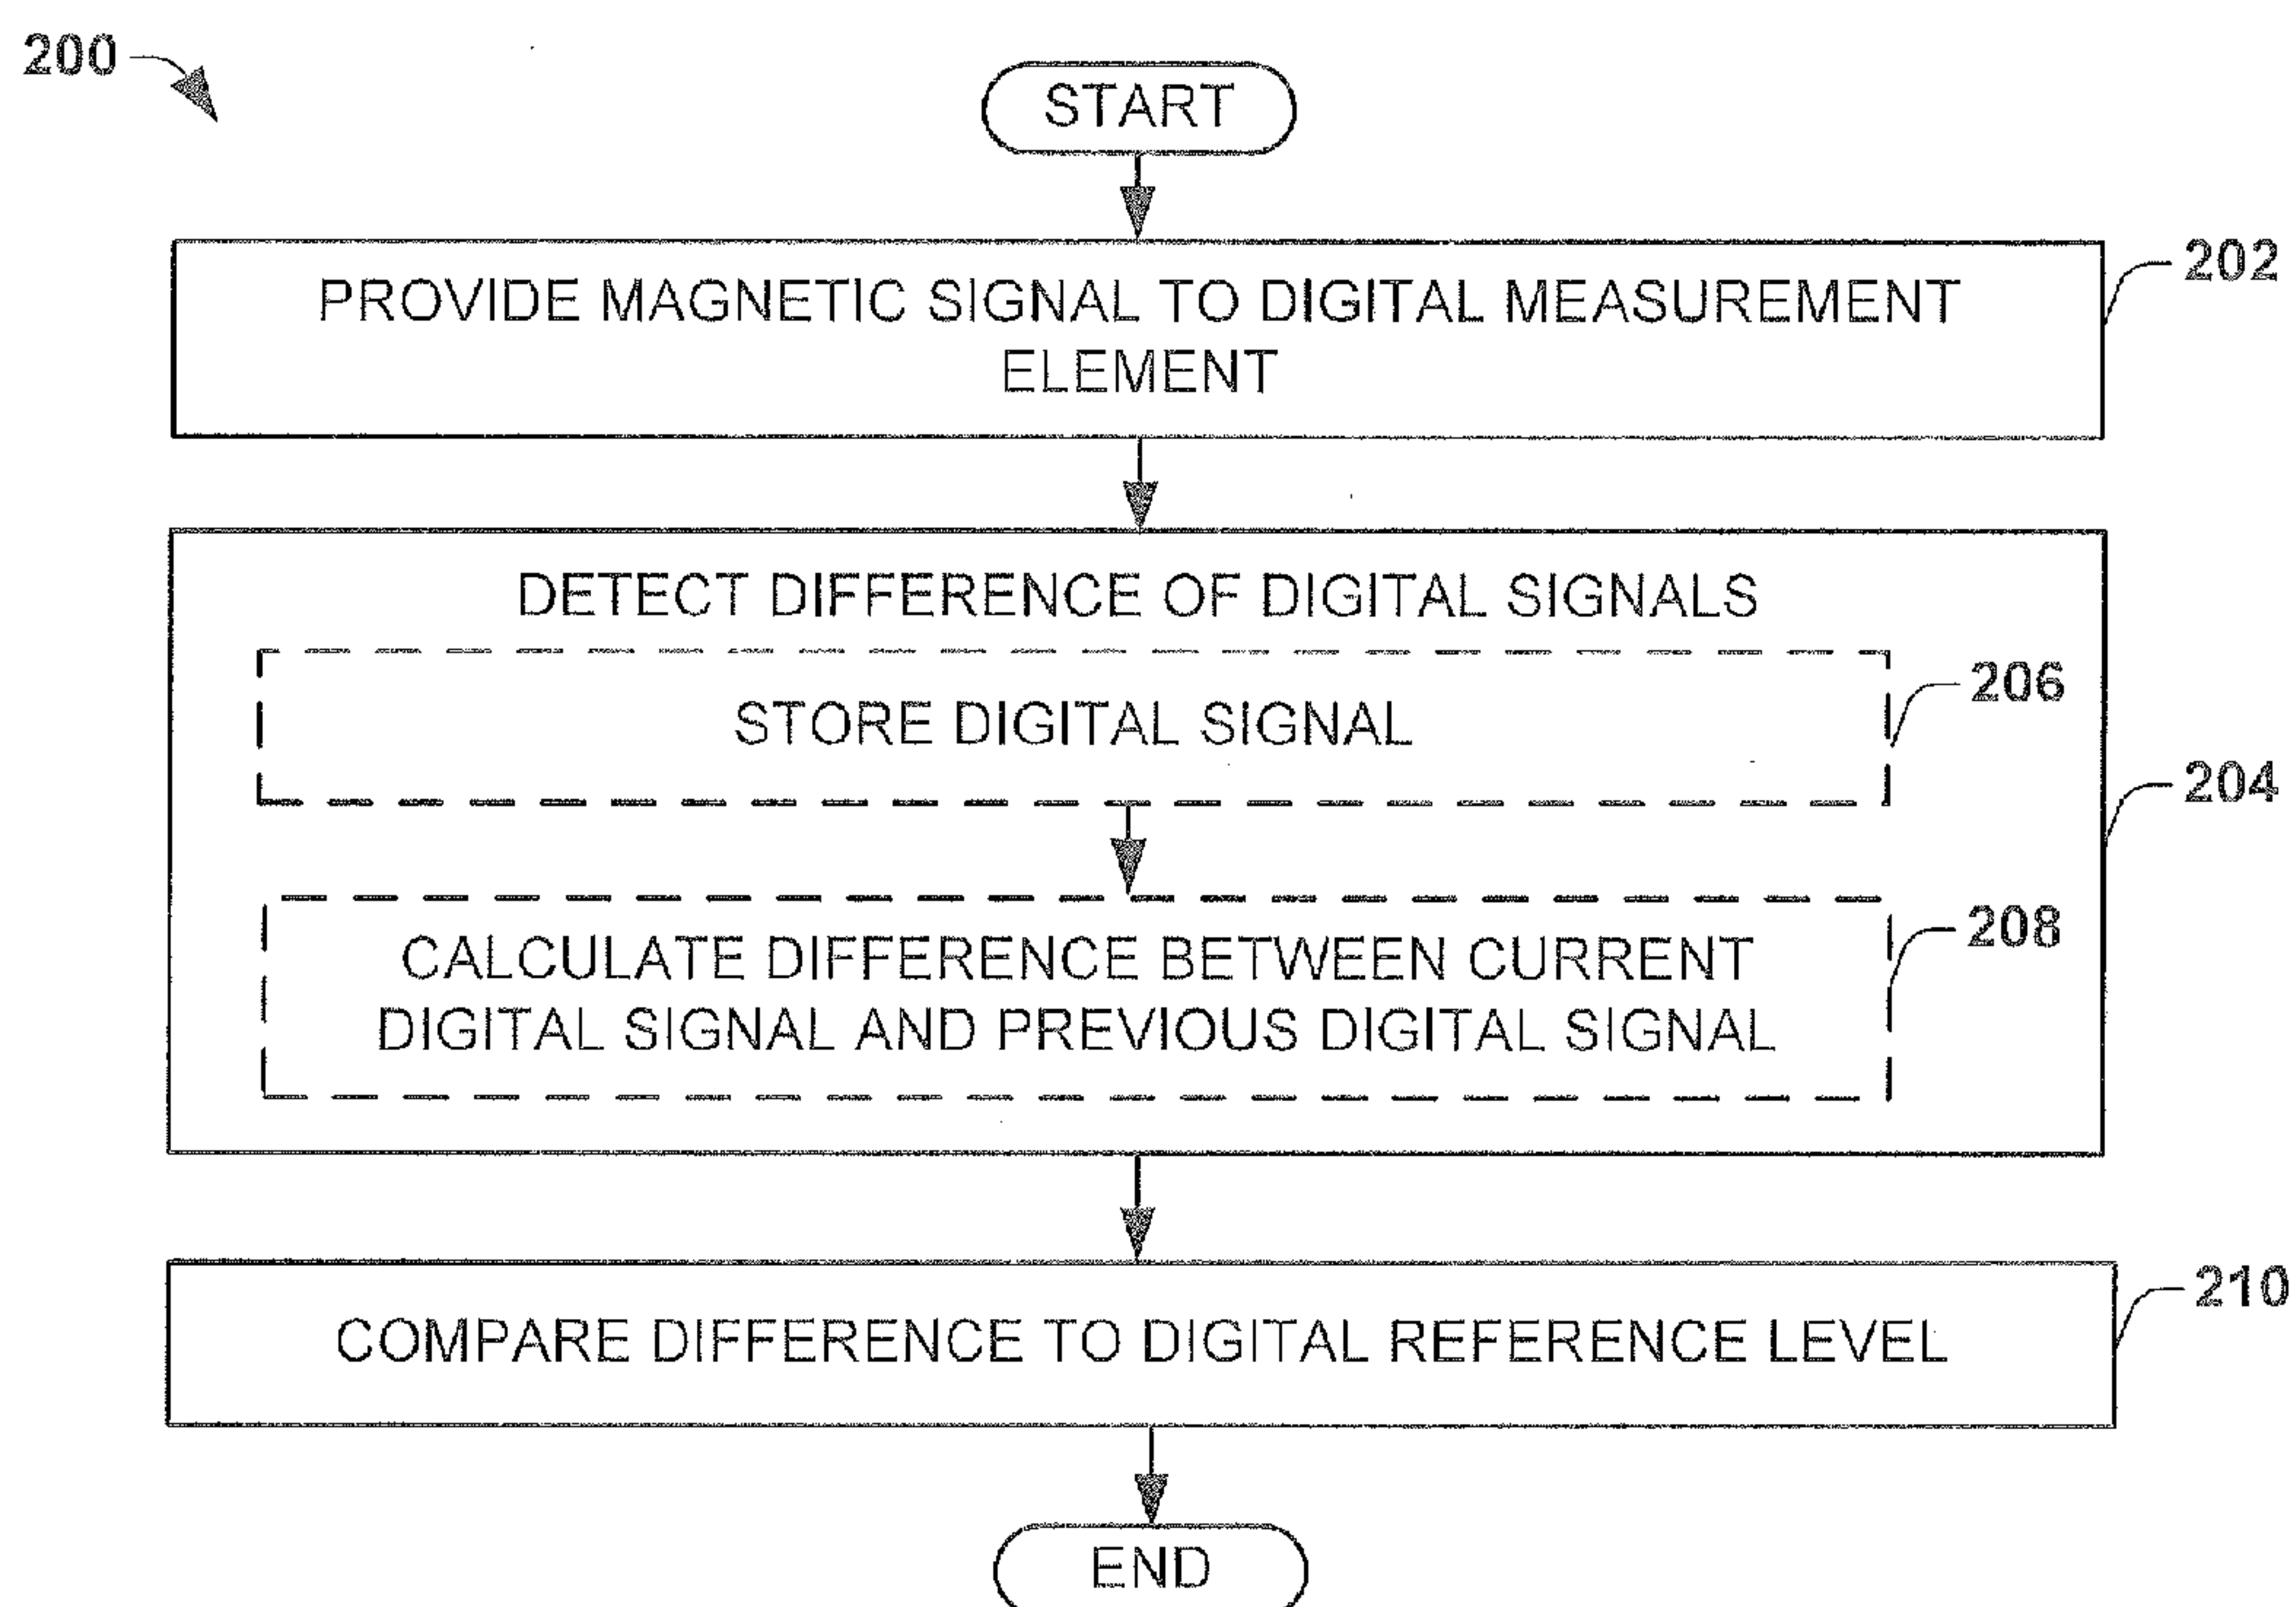 200
START
PROVIDE MAGNETIC SIGNAL TO DIGITAL MEASUREMENT
ELEMENT
202
DETECT DIFFERENCE OF DIGITAL SIGNALS
STORE DIGITAL SIGNAL
206
204
CALCULATE DIFFERENCE BETWEEN CURRENT
DIGITAL SIGNAL AND PREVIOUS DIGITAL SIGNAL
208
COMPARE DIFFERENCE TO DIGITAL REFERENCE LEVEL
210
END